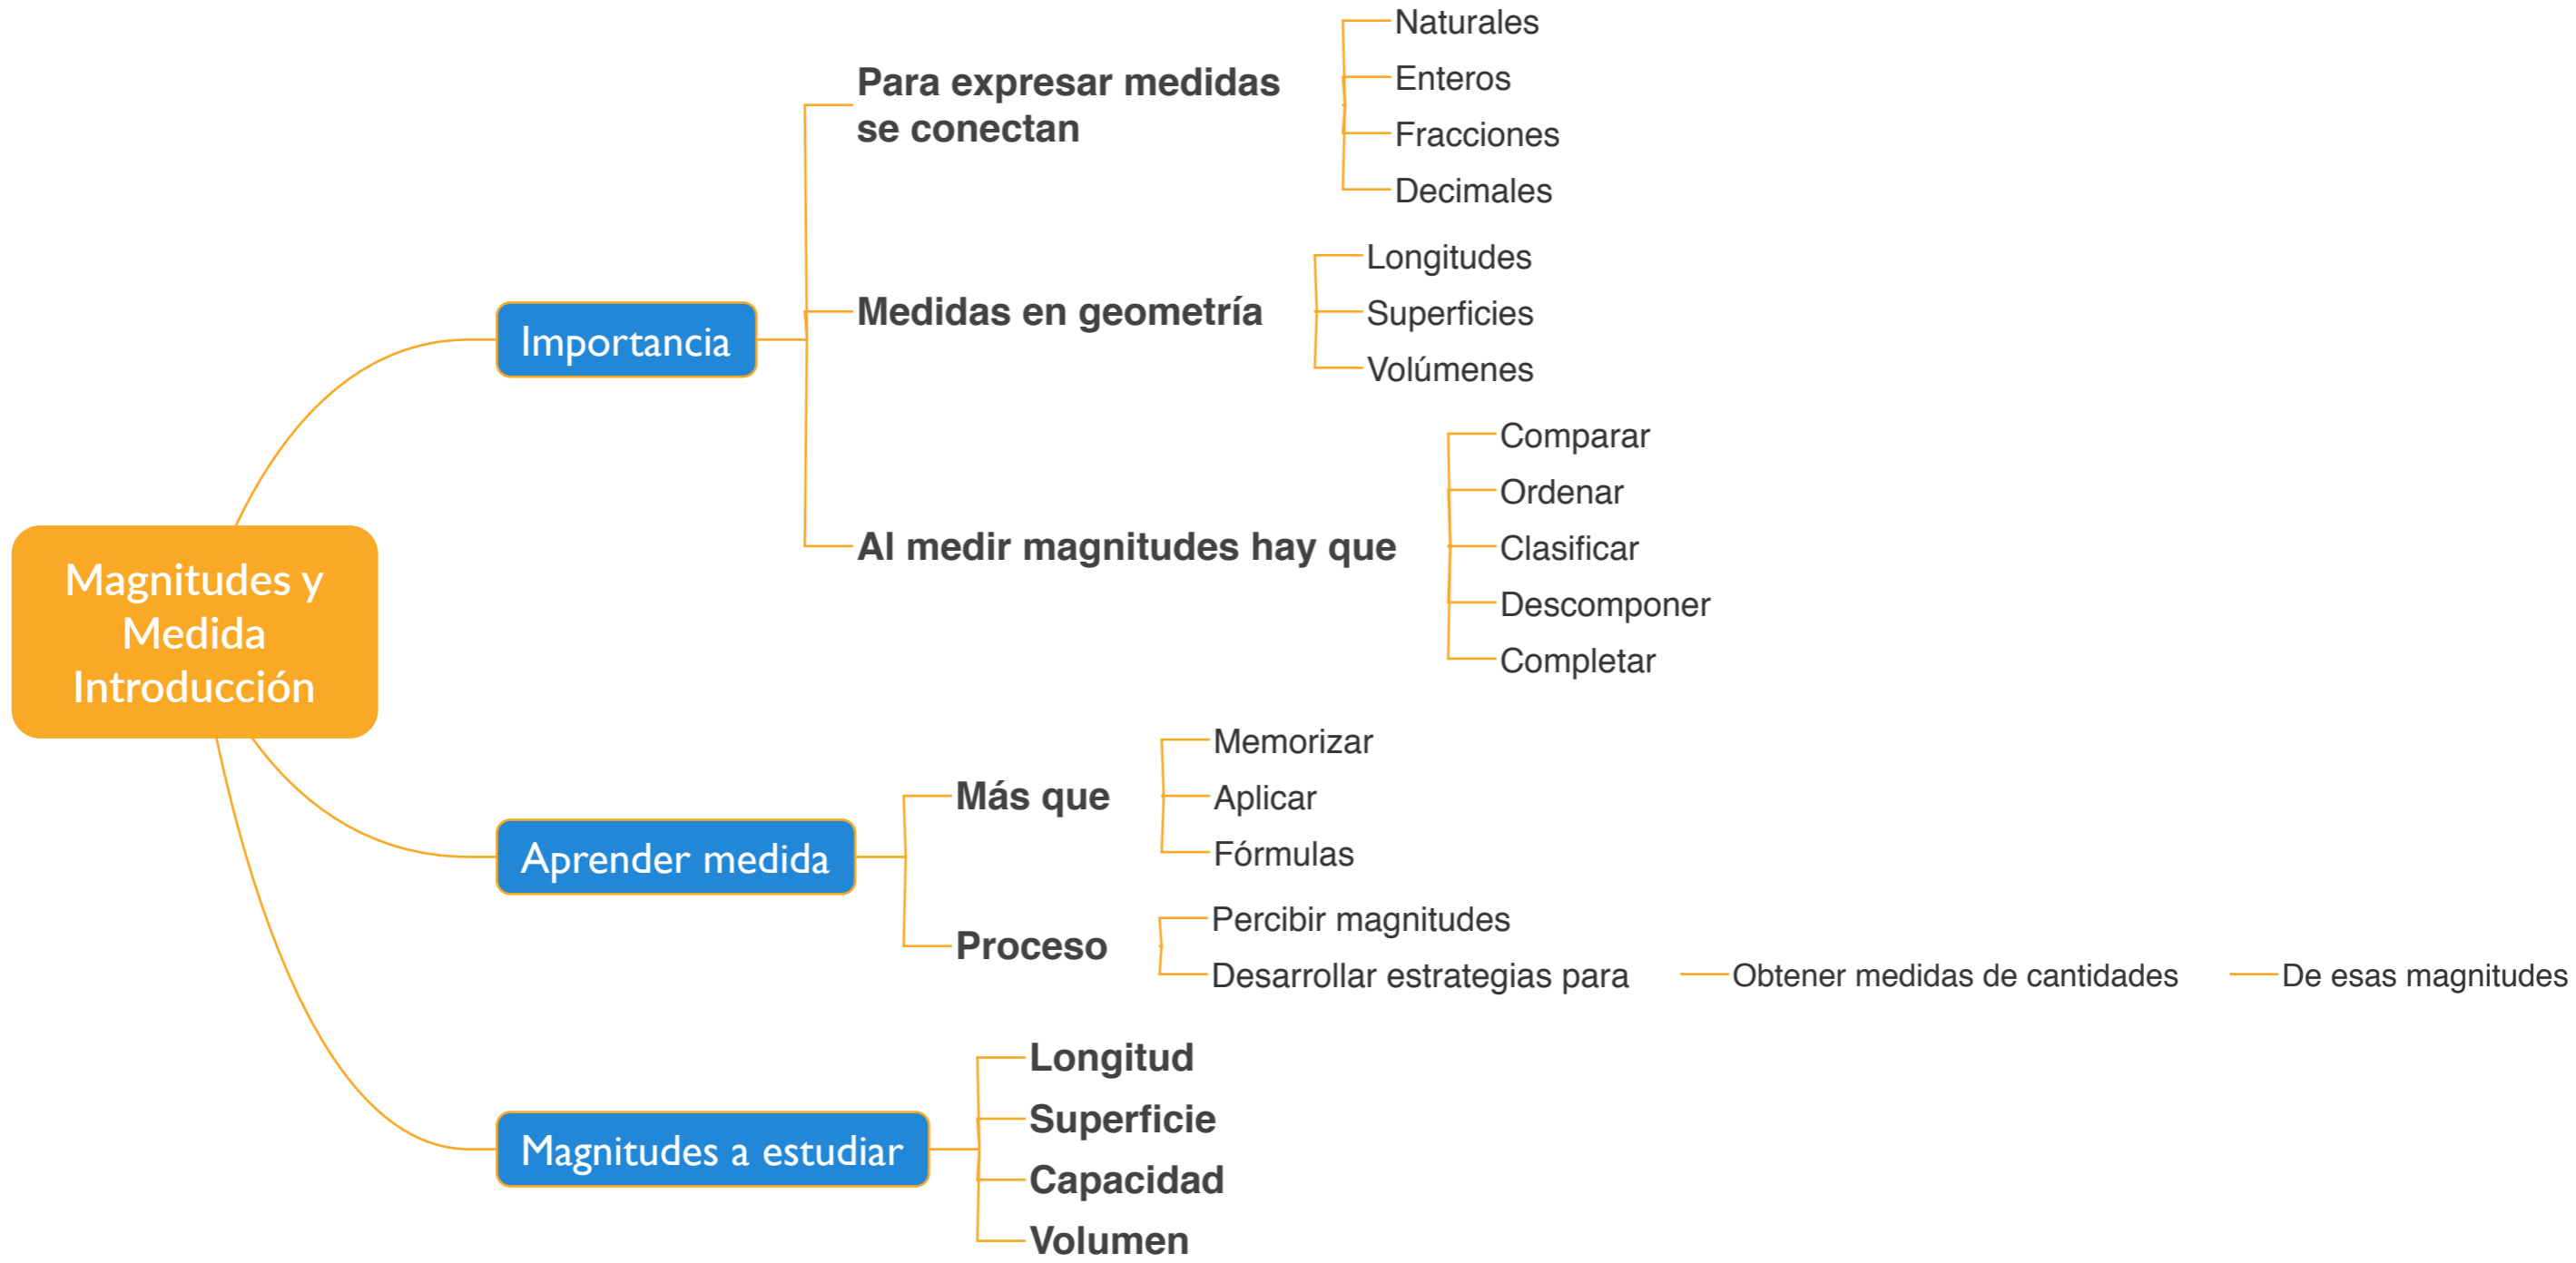 Magnitudes y
Medida
Introducción
Importancia
Para expresar medidas
se conectan
Naturales
Enteros
Fracciones
Decimales
Medidas en geometría
Longitudes
Superficies
Volúmenes
Al medir magnitudes hay que
Comparar
Ordenar
Clasificar
Descomponer
Completar
Aprender medida
Más que
Memorizar
Aplicar
Fórmulas
Proceso
Percibir magnitudes
Desarrollar estrategias para
Obtener medidas de cantidades
De esas magnitudes
Magnitudes a estudiar
Longitud
Superficie
Capacidad
Volumen